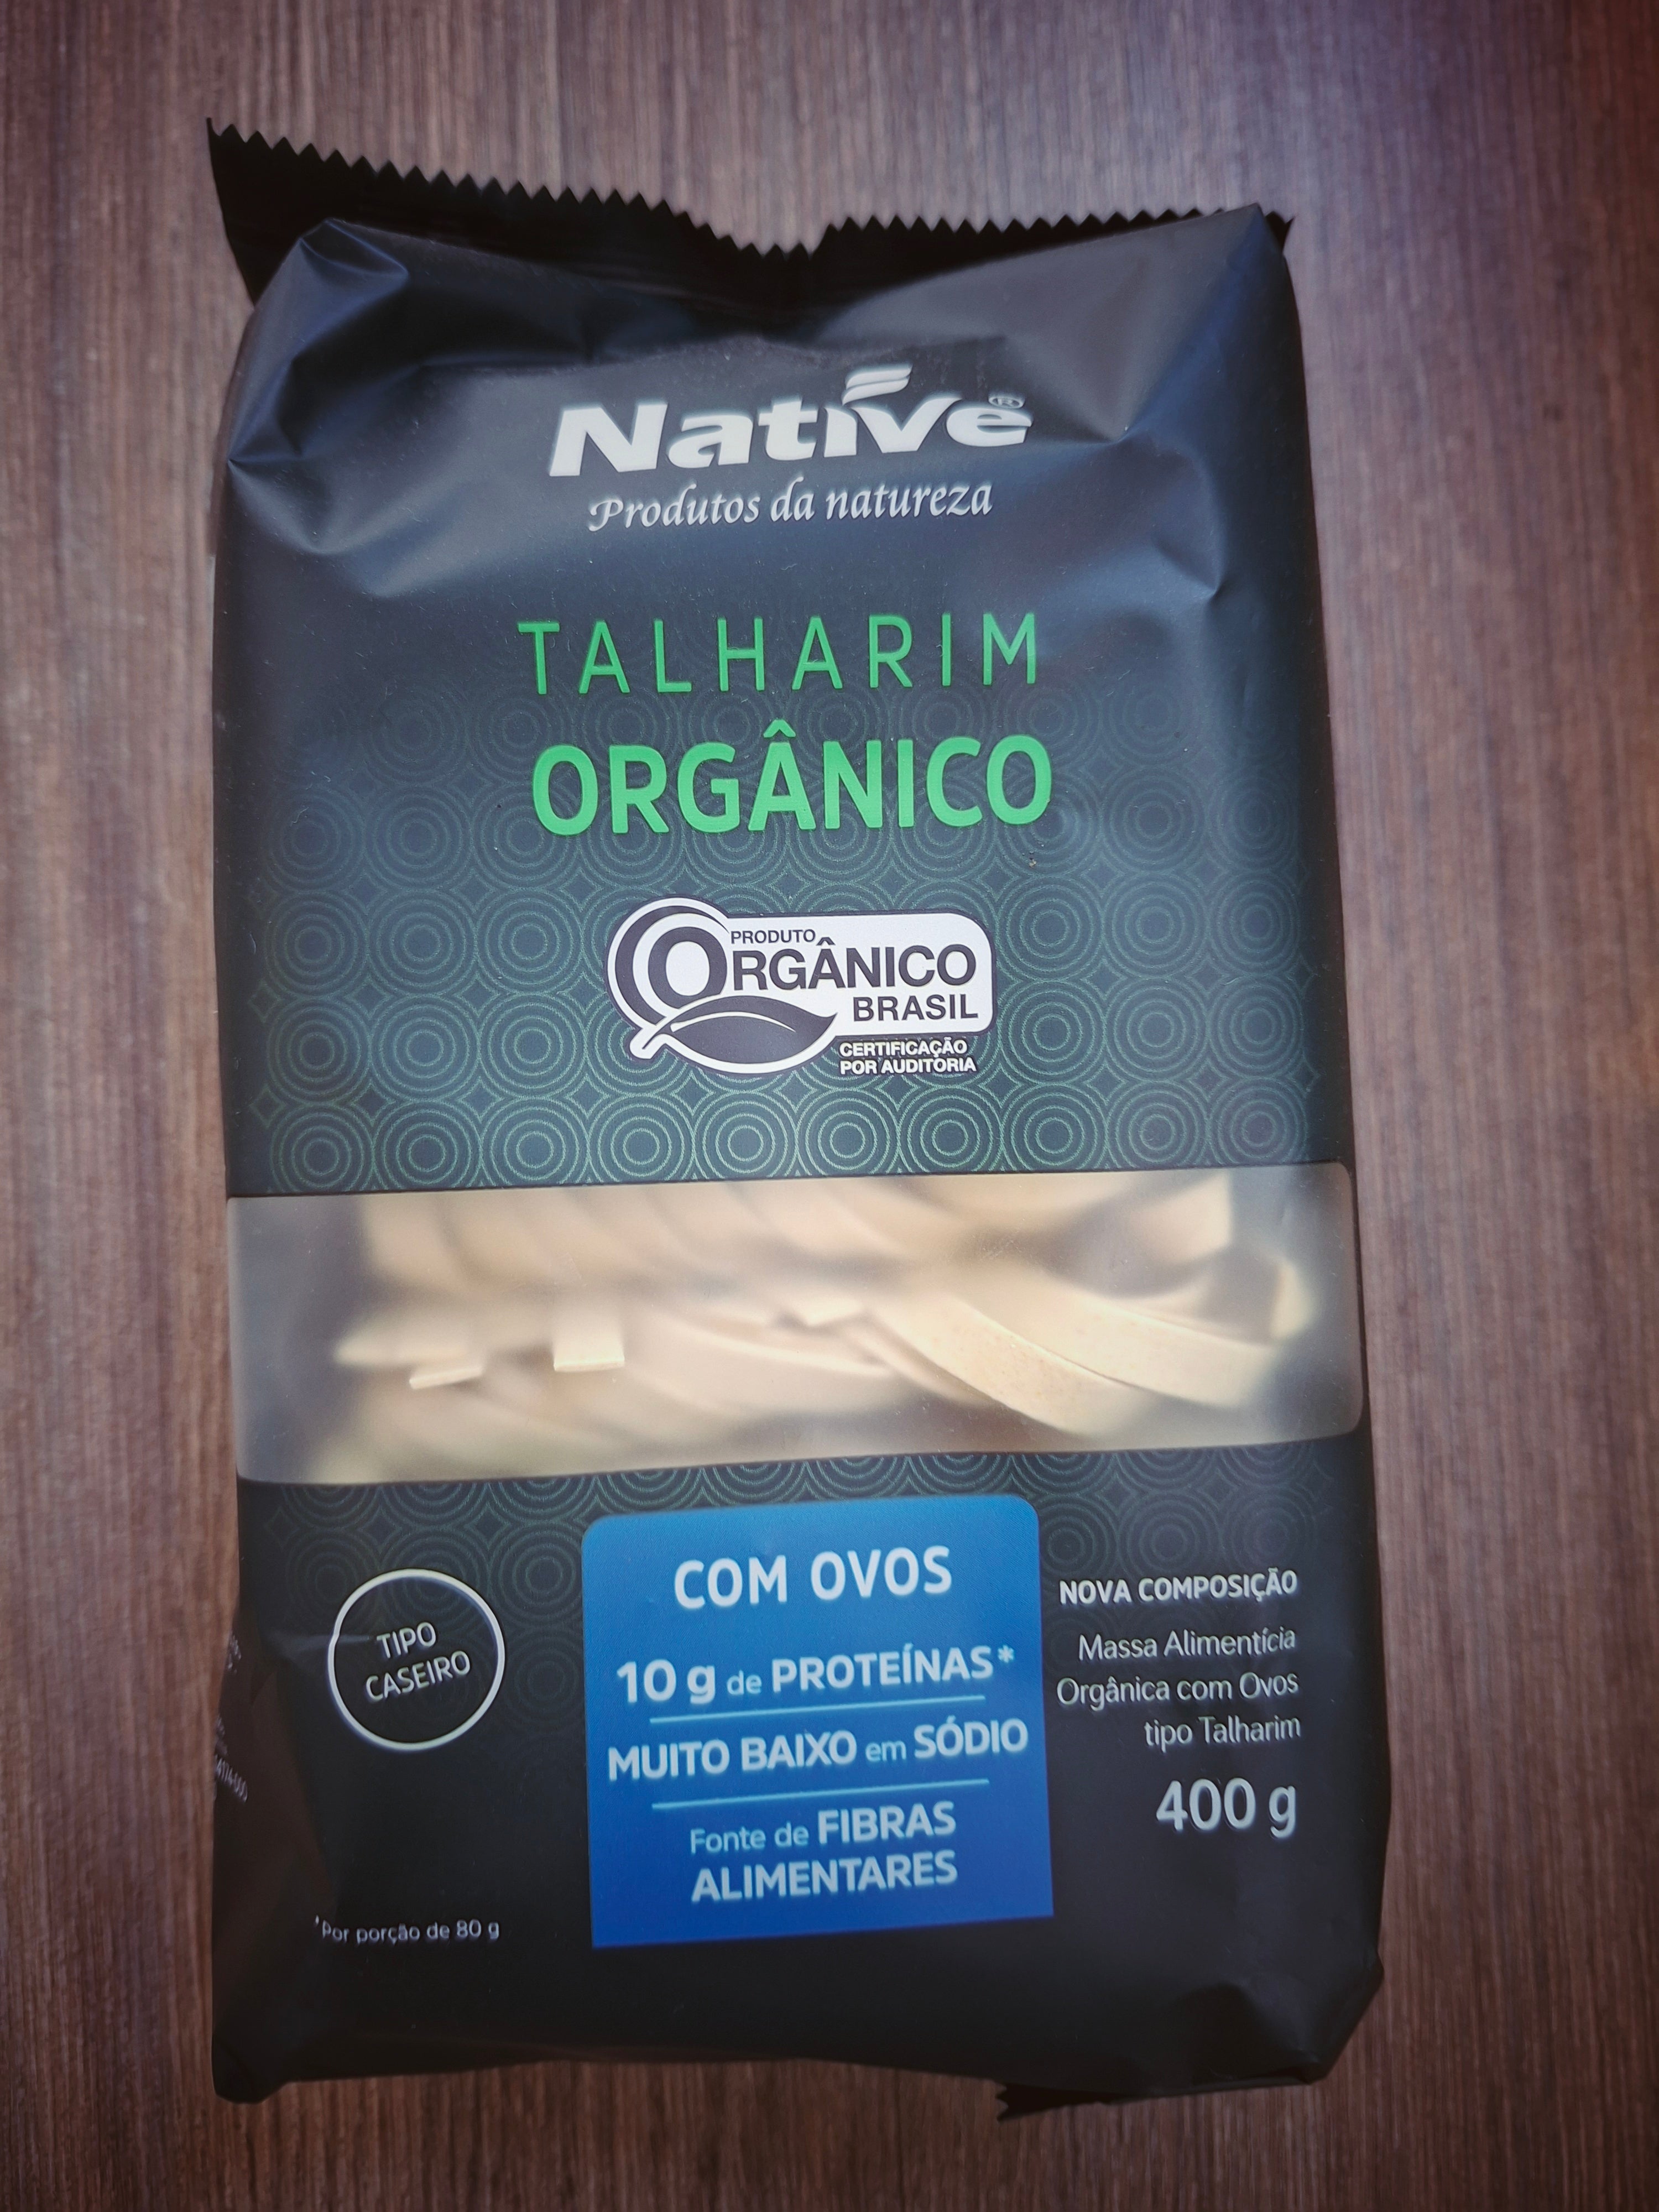 Native®
Produtos da natureza
TALHARIM
ORGÂNICO
PRODUTO
ORGÂNICO
BRASIL
CERTIFICAÇÃO
POR AUDITORIA
TIPO
CASEIRO
COM OVOS
10 g de PROTEÍNAS*
MUITO BAIXO em SÓDIO
Fonte de FIBRAS
ALIMENTARES
NOVA COMPOSIÇÃO
Massa Alimentícia
Orgânica com Ovos
tipo Talharim
400 g
*Por porção de 80 g